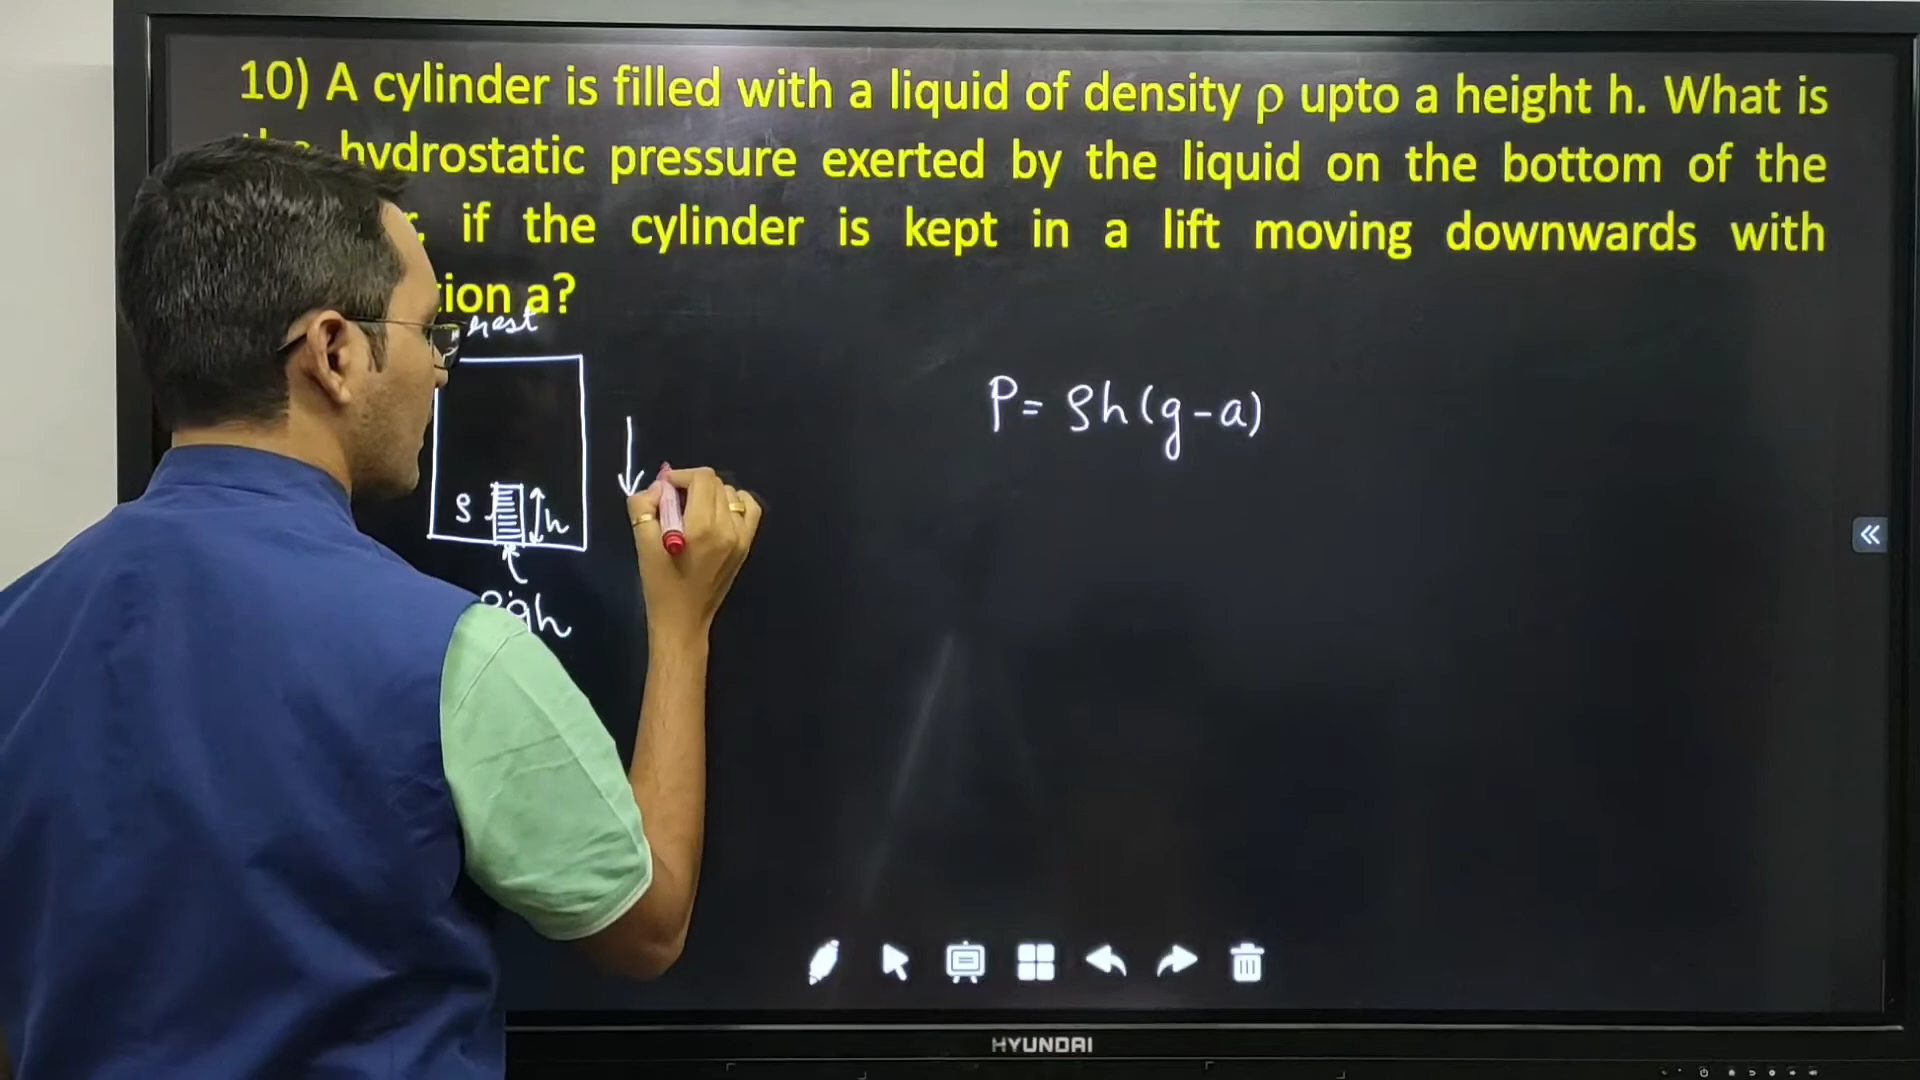 10) A cylinder is filled with a liquid of density ρ upto a height h. What is
hydrostatic pressure exerted by the liquid on the bottom of the
if the cylinder is kept in a lift moving downwards with
a?
rest
P= ρh(g-a)
ρ
h
ρgh
HYUNDAI